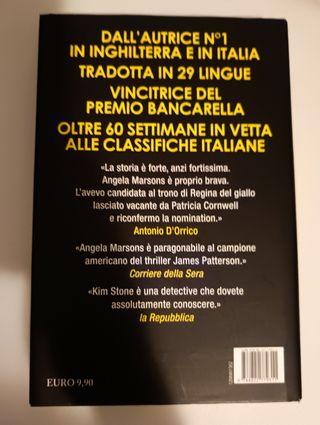 DALL'AUTRICE N°1
IN INGHILTERRA E IN ITALIA
TRADOTTA IN 29 LINGUE
VINCITRICE DEL
PREMIO BANCARELLA
OLTRE 60 SETTIMANE IN VETTA
ALLE CLASSIFICHE ITALIANE
«La storia è forte, anzi fortissima.
Angela Marsons è proprio brava.
L'avevo candidata al trono di Regina del giallo
lasciato vacante da Patricia Cornwell
e riconfermo la nomination.»
Antonio D'Orrico
«Angela Marsons è paragonabile al campione
americano del thriller James Patterson.»
Corriere della Sera
«Kim Stone è una detective che dovete
assolutamente conoscere.»
la Repubblica
EURO 9,90